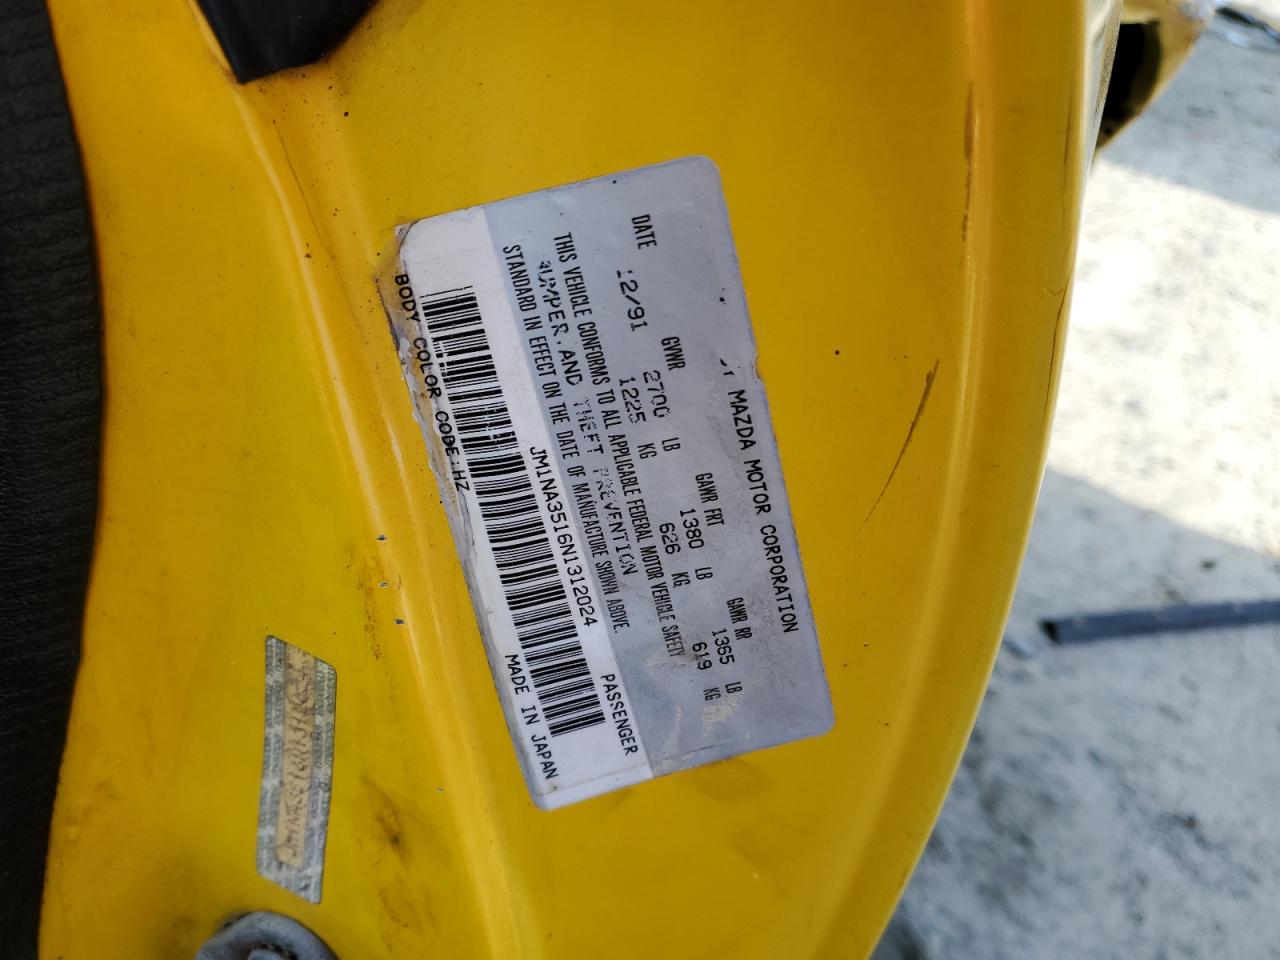 MAZDA MOTOR CORPORATION
DATE 12/91 GVWR 2700 LB GAWR FRT 1380 LB GAWR RR 1365 LB
1225 KG 626 KG 619 KG
THIS VEHICLE CONFORMS TO ALL APPLICABLE FEDERAL MOTOR VEHICLE SAFETY
BUMPER, AND THEFT PREVENTION
STANDARD IN EFFECT ON THE DATE OF MANUFACTURE SHOWN ABOVE.
JM1NA3516N1312024 PASSENGER
BODY COLOR CODE:HZ MADE IN JAPAN